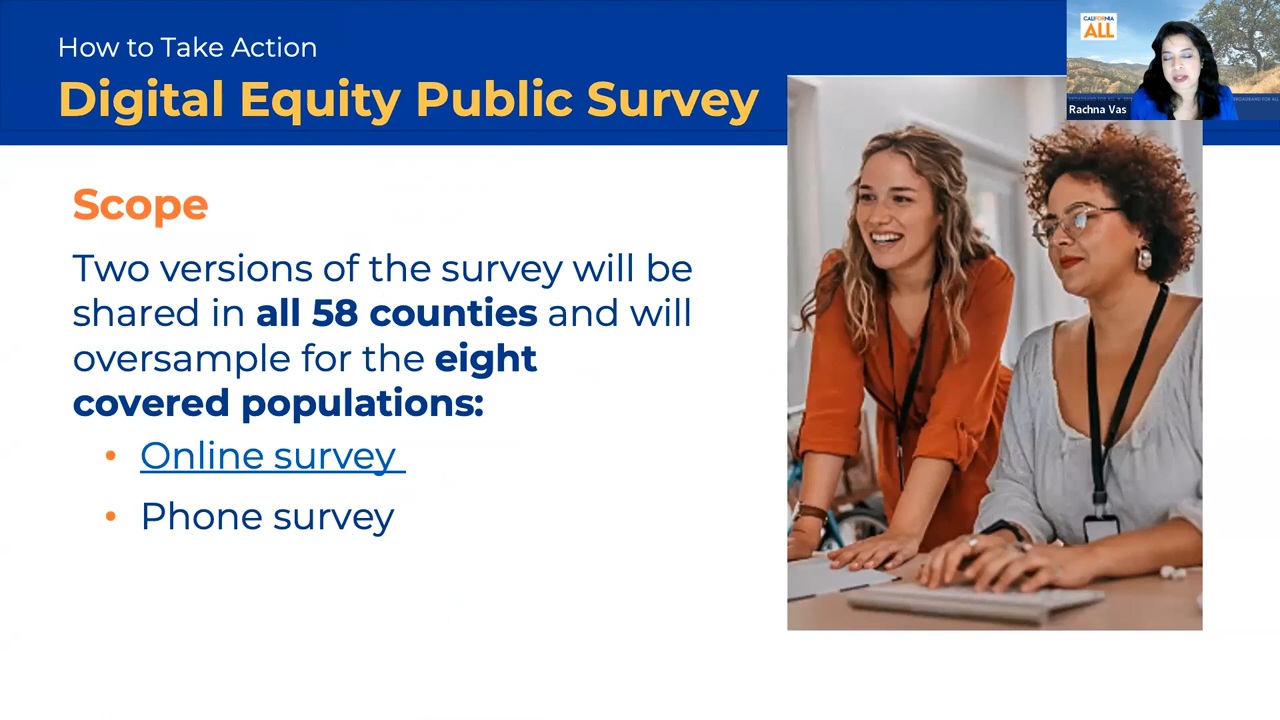 How to Take Action
Digital Equity Public Survey
CALIFORNIA
ALL
Rachna Vas
Scope
Two versions of the survey will be
shared in all 58 counties and will
oversample for the eight
covered populations:
• Online survey
• Phone survey